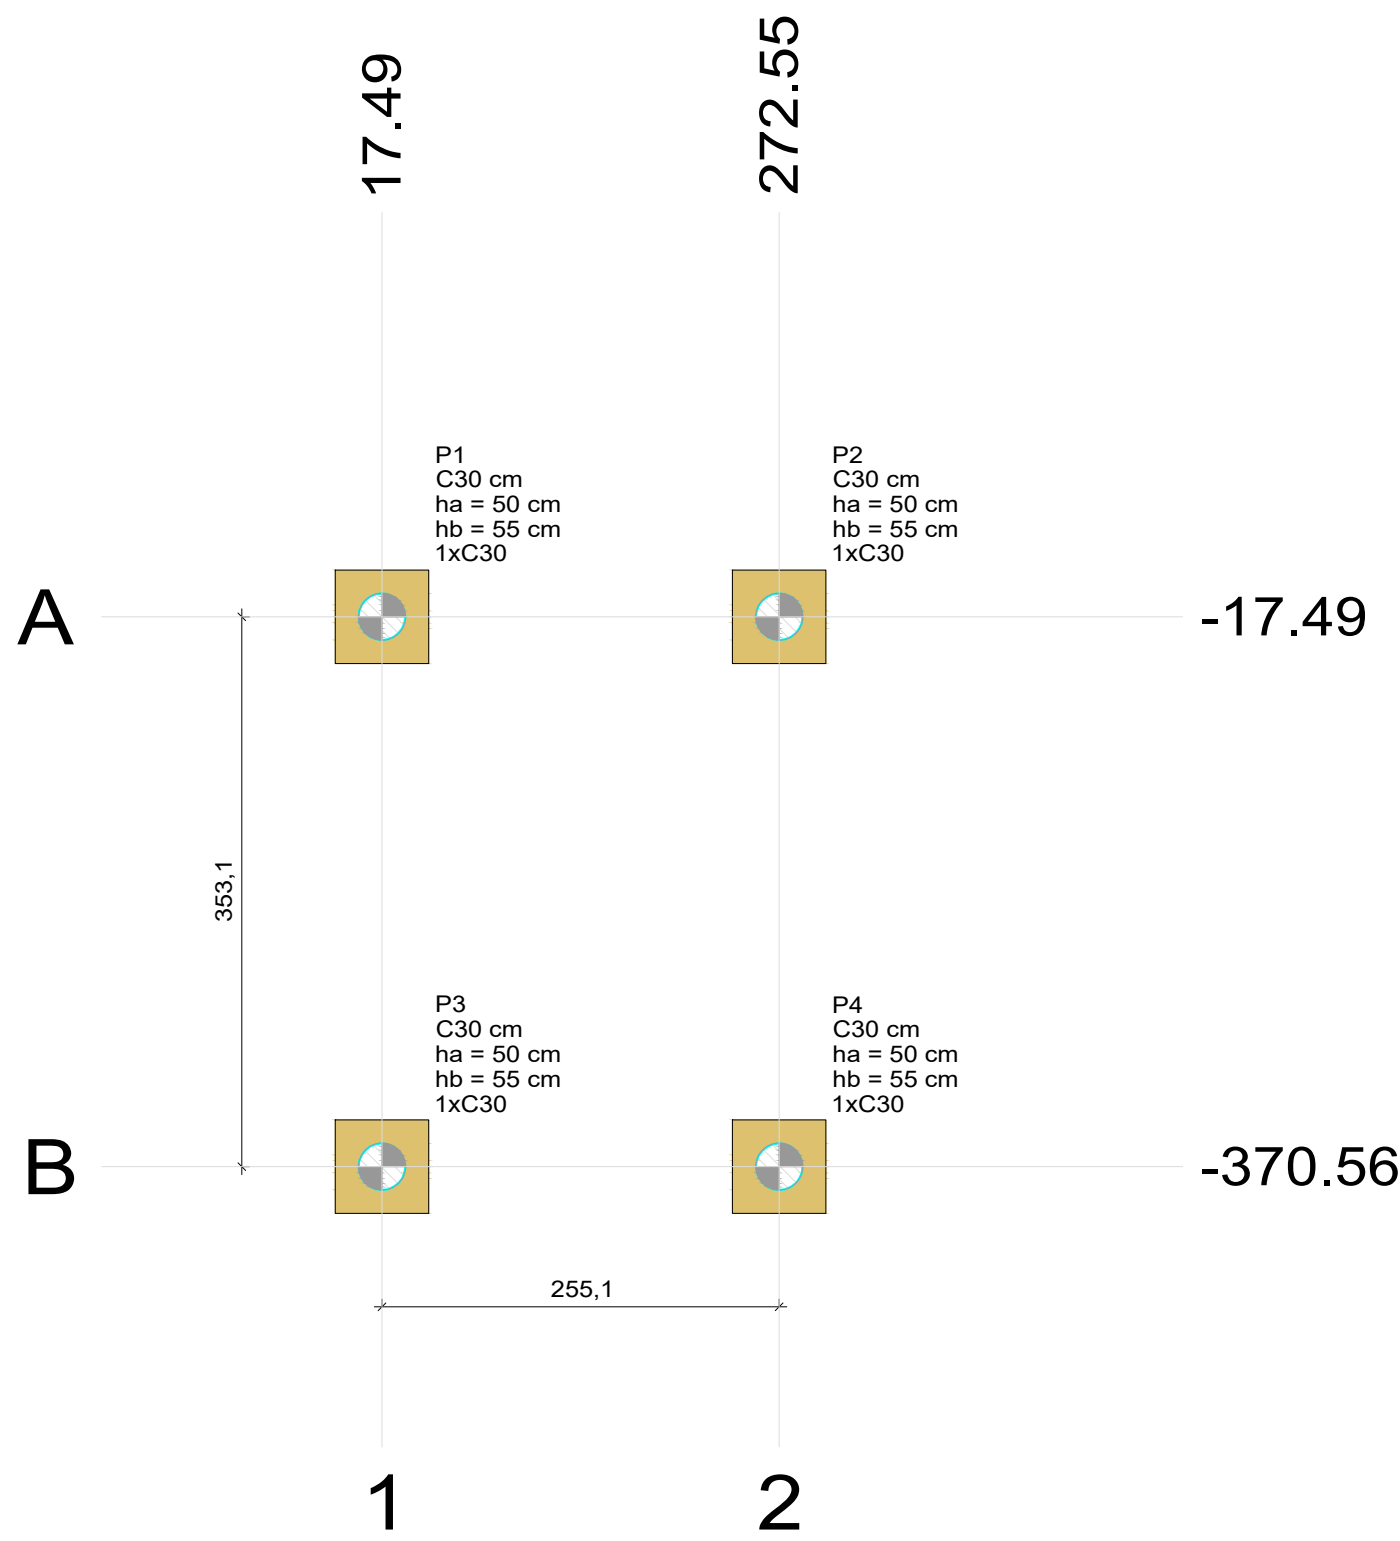 17.49
272.55
P1
C30 cm
ha = 50 cm
hb = 55 cm
1xC30
P2
C30 cm
ha = 50 cm
hb = 55 cm
1xC30
A
-17.49
353,1
P3
C30 cm
ha = 50 cm
hb = 55 cm
1xC30
P4
C30 cm
ha = 50 cm
hb = 55 cm
1xC30
B
-370.56
255,1
1
2